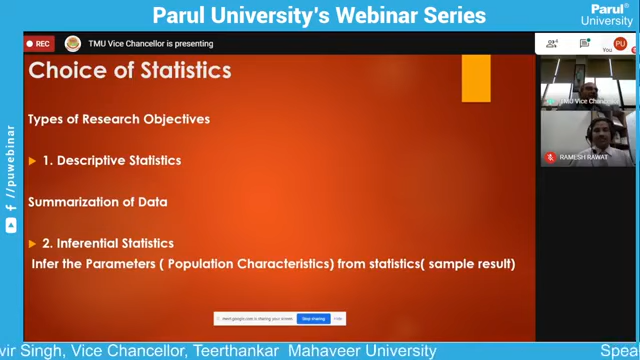 Parul University's Webinar Series
Parul®
University
REC
TMU Vice Chancellor is presenting
You
PU
Choice of Statistics
Types of Research Objectives
1. Descriptive Statistics
Summarization of Data
2. Inferential Statistics
Infer the Parameters ( Population Characteristics) from statistics( sample result)
TMU Vice Chancellor
RAMESH RAWAT
/puwebinar
meet.google.com is sharing your screen.
Stop sharing
Hide
vir Singh, Vice Chancellor, Teerthankar Mahaveer University
Spea